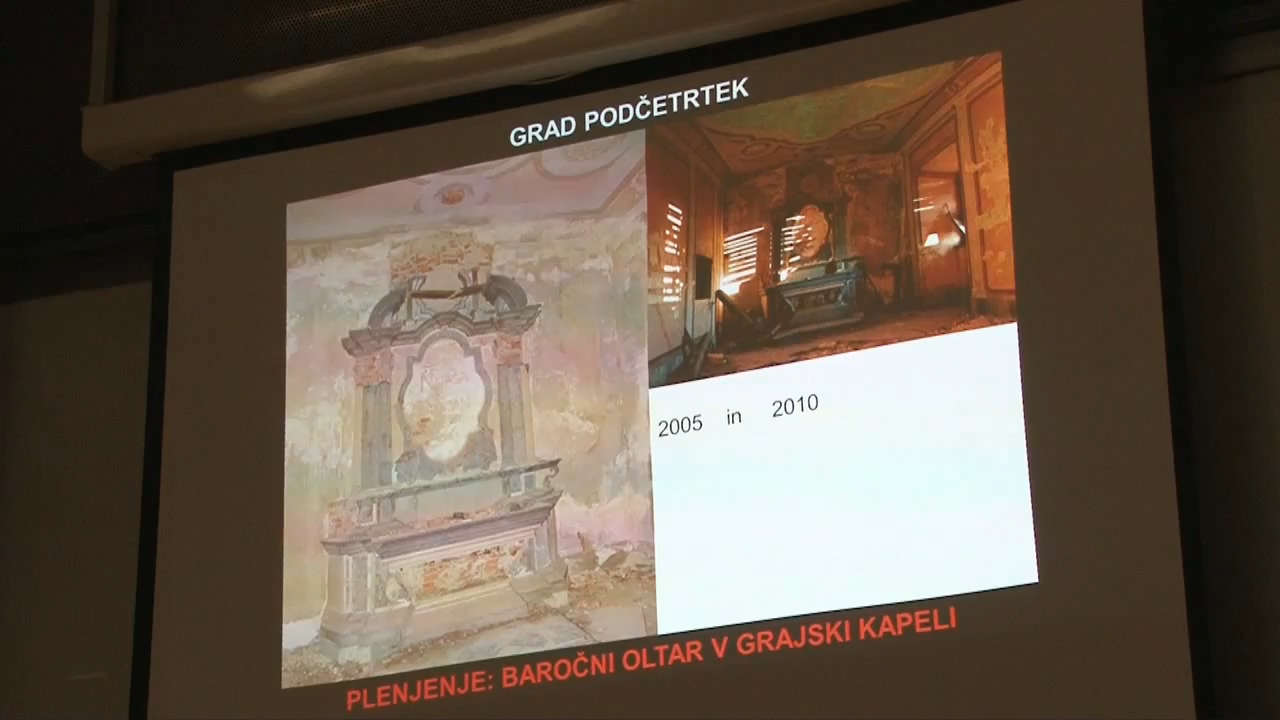 GRAD PODČETRTEK
2005 in 2010
PLENJENJE: BAROČNI OLTAR V GRAJSKI KAPELI